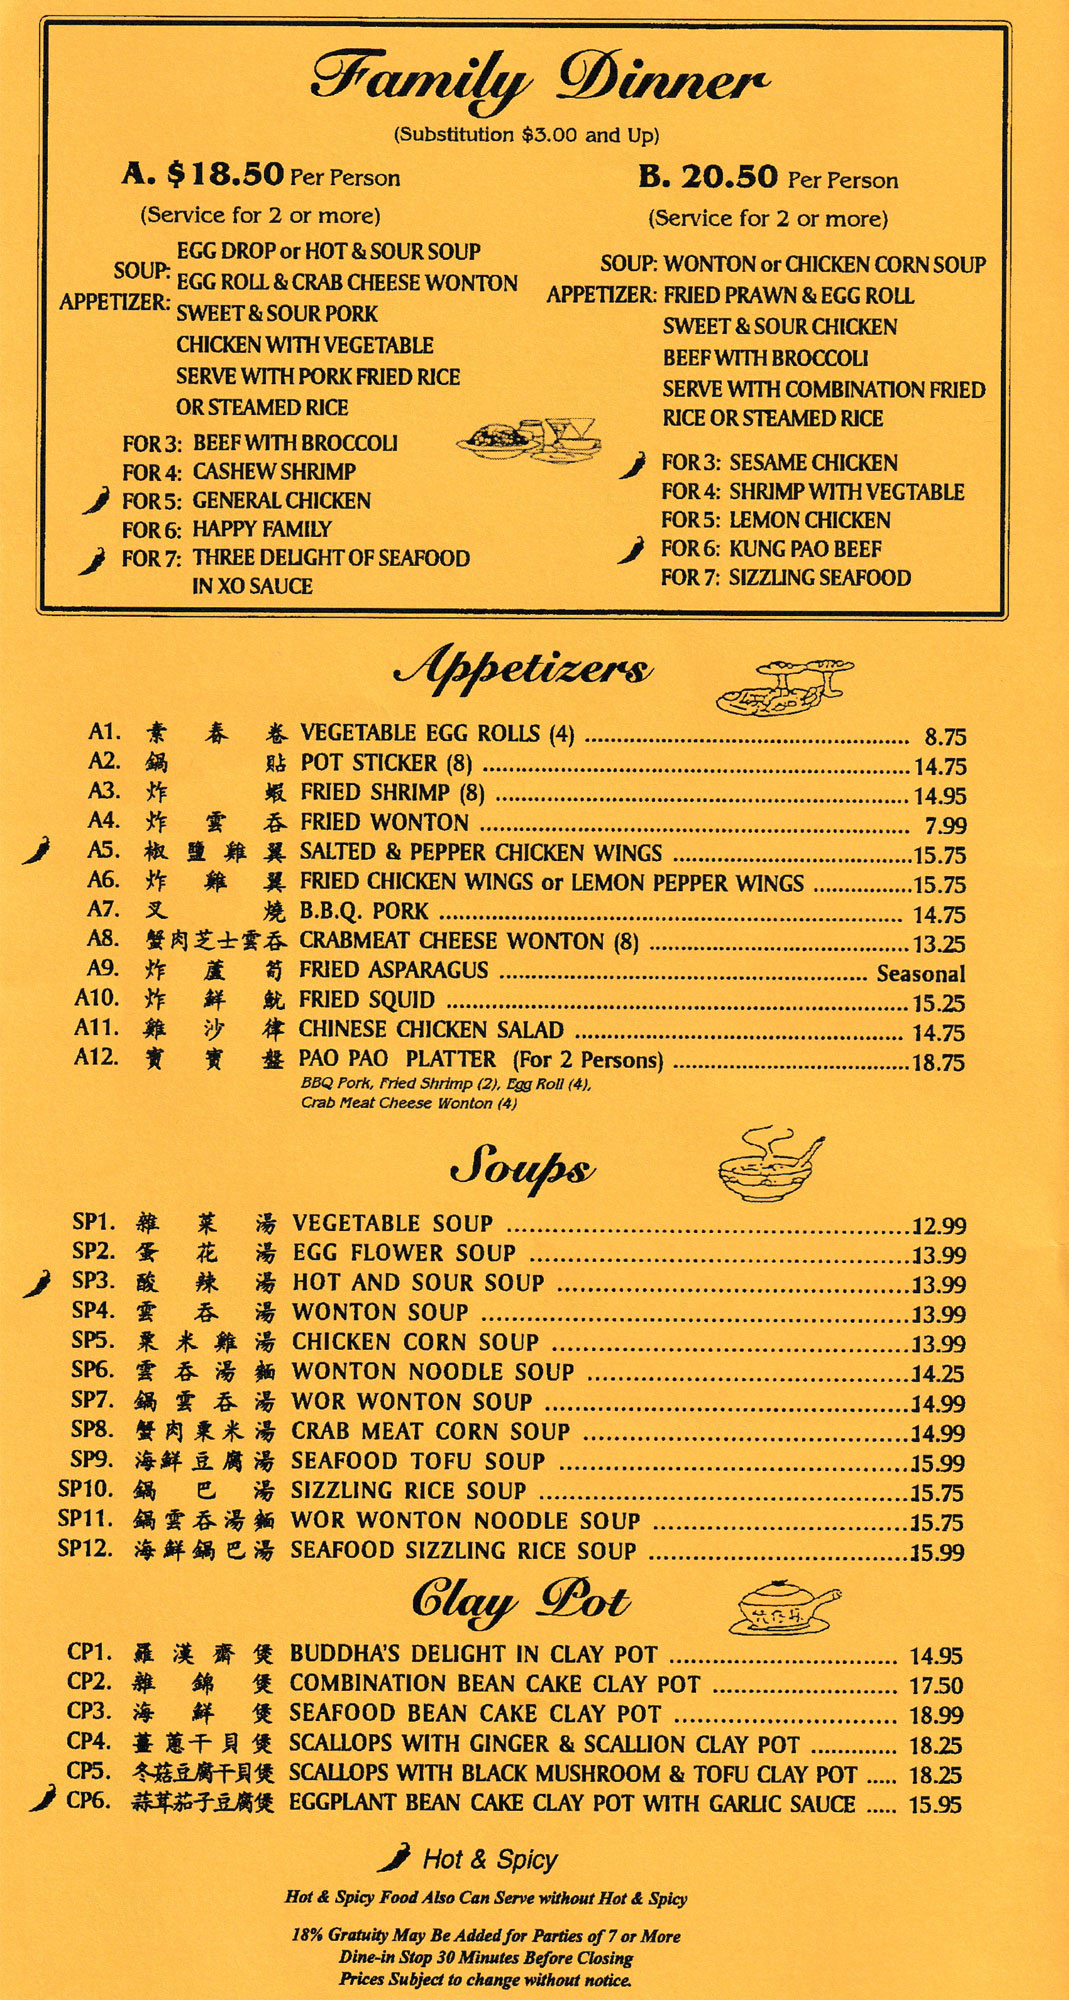 Family Dinner
(Substitution $3.00 and Up)
A. $18.50 Per Person
(Service for 2 or more)
EGG DROP or HOT & SOUR SOUP
SOUP:
EGG ROLL & CRAB CHEESE WONTON
APPETIZER:
SWEET & SOUR PORK
CHICKEN WITH VEGETABLE
SERVE WITH PORK FRIED RICE
OR STEAMED RICE
FOR 3: BEEF WITH BROCCOLI
FOR 4: CASHEW SHRIMP
FOR 5: GENERAL CHICKEN
FOR 6: HAPPY FAMILY
FOR 7: THREE DELIGHT OF SEAFOOD
IN XO SAUCE
B. 20.50 Per Person
(Service for 2 or more)
SOUP: WONTON or CHICKEN CORN SOUP
APPETIZER: FRIED PRAWN & EGG ROLL
SWEET & SOUR CHICKEN
BEEF WITH BROCCOLI
SERVE WITH COMBINATION FRIED
RICE OR STEAMED RICE
FOR 3: SESAME CHICKEN
FOR 4: SHRIMP WITH VEGTABLE
FOR 5: LEMON CHICKEN
FOR 6: KUNG PAO BEEF
FOR 7: SIZZLING SEAFOOD
Appetizers
A1. 素春卷 VEGETABLE EGG ROLLS (4) 8.75
A2. 鍋貼 POT STICKER (8) 14.75
A3. 炸蝦 FRIED SHRIMP (8) 14.95
A4. 炸雲吞 FRIED WONTON 7.99
A5. 椒鹽雞翼 SALTED & PEPPER CHICKEN WINGS 15.75
A6. 炸雞翼 FRIED CHICKEN WINGS or LEMON PEPPER WINGS 15.75
A7. 叉燒 B.B.Q. PORK 14.75
A8. 蟹肉芝士雲吞 CRABMEAT CHEESE WONTON (8) 13.25
A9. 炸蘆筍 FRIED ASPARAGUS Seasonal
A10. 炸鮮魷 FRIED SQUID 15.25
A11. 雞沙律 CHINESE CHICKEN SALAD 14.75
A12. 寶寶盤 PAO PAO PLATTER (For 2 Persons) 18.75
BBQ Pork, Fried Shrimp (2), Egg Roll (4),
Crab Meat Cheese Wonton (4)
Soups
SP1. 雜菜湯 VEGETABLE SOUP 12.99
SP2. 蛋花湯 EGG FLOWER SOUP 13.99
SP3. 酸辣湯 HOT AND SOUR SOUP 13.99
SP4. 雲吞湯 WONTON SOUP 13.99
SP5. 粟米雞湯 CHICKEN CORN SOUP 13.99
SP6. 雲吞湯麵 WONTON NOODLE SOUP 14.25
SP7. 鍋雲吞湯 WOR WONTON SOUP 14.99
SP8. 蟹肉粟米湯 CRAB MEAT CORN SOUP 14.99
SP9. 海鮮豆腐湯 SEAFOOD TOFU SOUP 15.99
SP10. 鍋巴湯 SIZZLING RICE SOUP 15.75
SP11. 鍋雲吞湯麵 WOR WONTON NOODLE SOUP 15.75
SP12. 海鮮鍋巴湯 SEAFOOD SIZZLING RICE SOUP 15.99
Clay Pot
CP1. 羅漢齋煲 BUDDHA'S DELIGHT IN CLAY POT 14.95
CP2. 雜錦煲 COMBINATION BEAN CAKE CLAY POT 17.50
CP3. 海鮮煲 SEAFOOD BEAN CAKE CLAY POT 18.99
CP4. 薑蔥干貝煲 SCALLOPS WITH GINGER & SCALLION CLAY POT 18.25
CP5. 冬菇豆腐干貝煲 SCALLOPS WITH BLACK MUSHROOM & TOFU CLAY POT 18.25
CP6. 蒜茸茄子豆腐煲 EGGPLANT BEAN CAKE CLAY POT WITH GARLIC SAUCE 15.95
Hot & Spicy
Hot & Spicy Food Also Can Serve without Hot & Spicy
18% Gratuity May Be Added for Parties of 7 or More
Dine-in Stop 30 Minutes Before Closing
Prices Subject to change without notice.